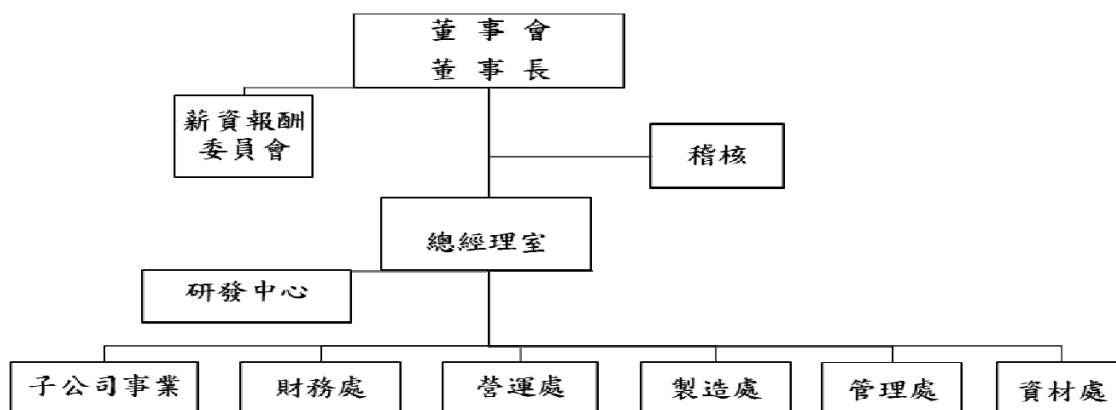 董事會
董事長
薪資報酬
委員會
稽核
總經理室
研發中心
子公司事業
財務處
營運處
製造處
管理處
資材處